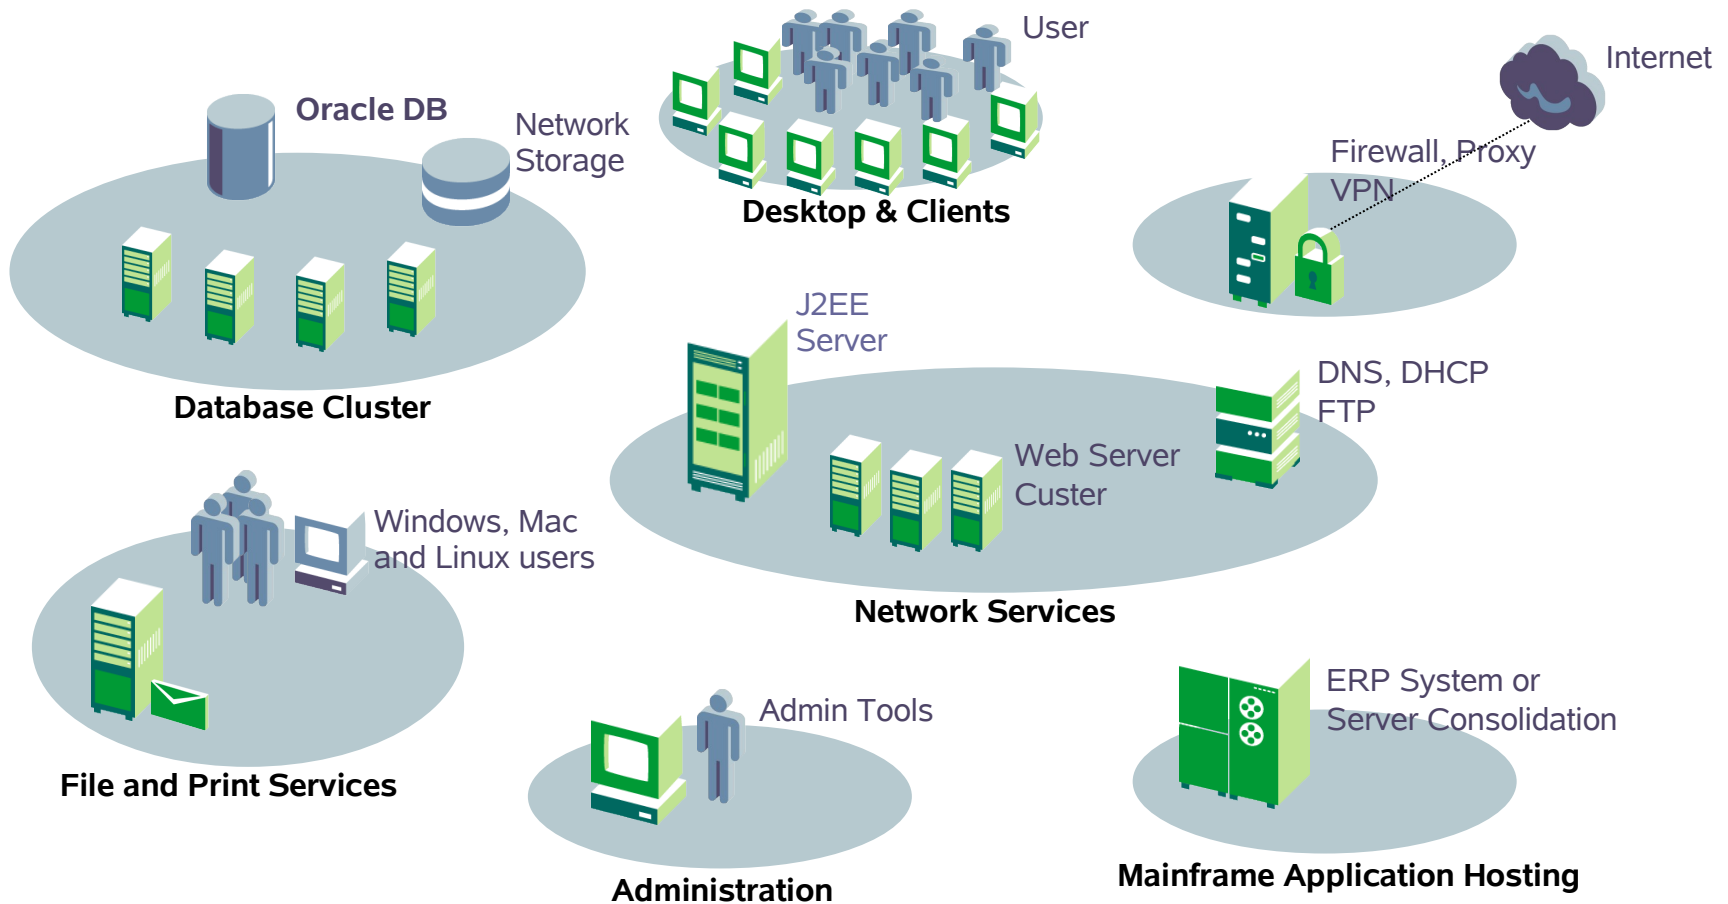 User
Internet
Oracle DB
Network
Storage
Firewall, Proxy
VPN
Desktop & Clients
J2EE
Server
DNS, DHCP
FTP
Database Cluster
Web Server
Custer
Windows, Mac
and Linux users
Network Services
ERP System or
Server Consolidation
Admin Tools
File and Print Services
Administration
Mainframe Application Hosting